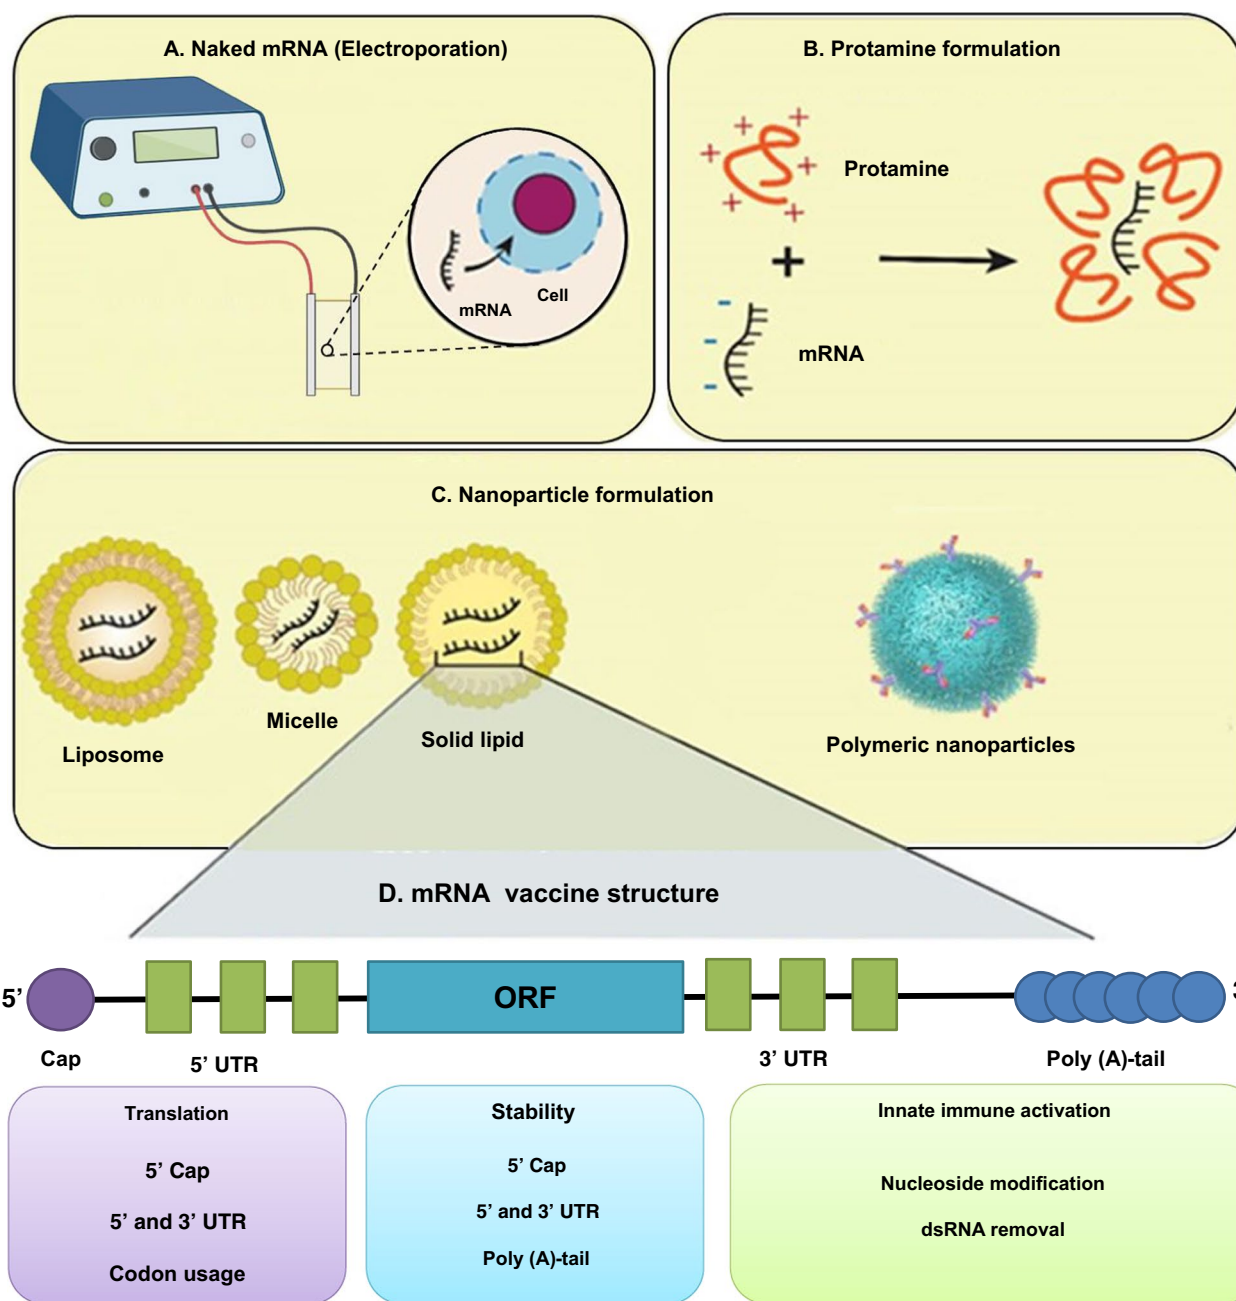 A. Naked mRNA (Electroporation)
mRNA
Cell
B. Protamine formulation
Protamine
+
mRNA
C. Nanoparticle formulation
Liposome
Micelle
Solid lipid
Polymeric nanoparticles
D. mRNA vaccine structure
5’
ORF
3’
Cap
5’ UTR
3’ UTR
Poly (A)-tail
Translation
5’ Cap
5’ and 3’ UTR
Codon usage
Stability
5’ Cap
5’ and 3’ UTR
Poly (A)-tail
Innate immune activation
Nucleoside modification
dsRNA removal